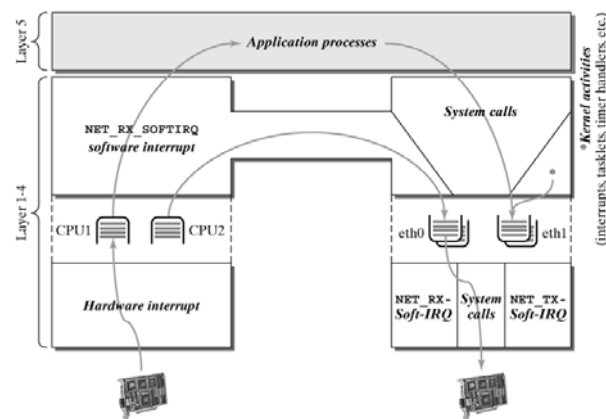 Layer 5
Application processes
Layer 1-4
NET_RX_SOFTIRQ
software interrupt
System calls
*
*Kernel activities
(interrupts, tasklets, timer handlers, etc.)
CPU1
CPU2
eth0
eth1
Hardware interrupt
NET_RX-
Soft-IRQ
System
calls
NET_TX-
Soft-IRQ